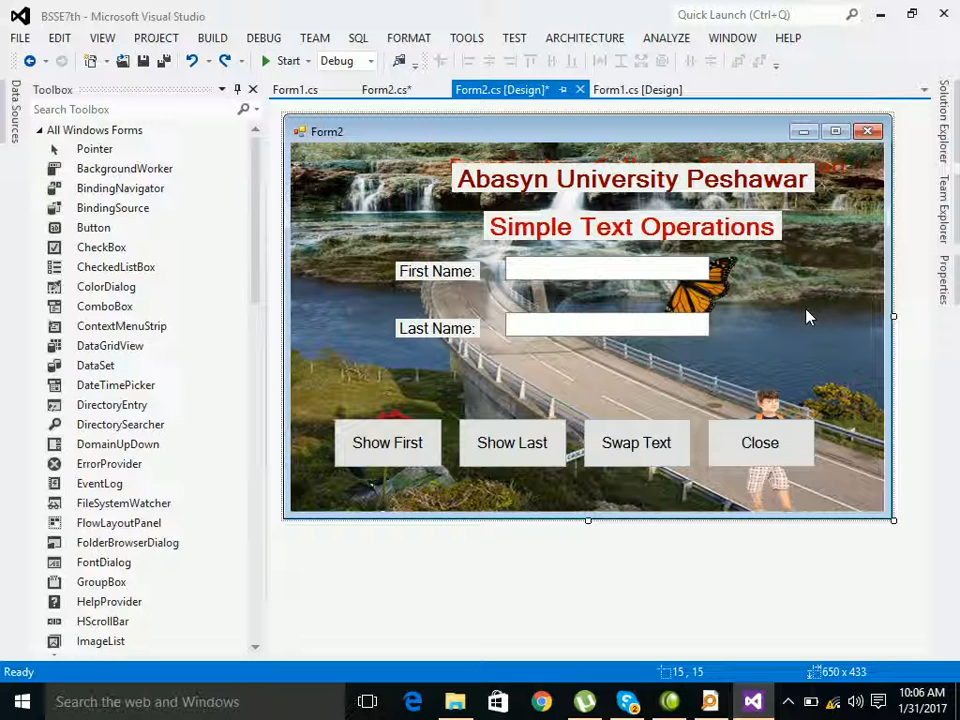 BSSE7th - Microsoft Visual Studio
Quick Launch (Ctrl+Q)
FILE EDIT VIEW PROJECT BUILD DEBUG TEAM SQL FORMAT TOOLS TEST ARCHITECTURE ANALYZE WINDOW HELP
Start Debug
Data Sources
Toolbox
Search Toolbox
All Windows Forms
Pointer
BackgroundWorker
BindingNavigator
BindingSource
Button
CheckBox
CheckedListBox
ColorDialog
ComboBox
ContextMenuStrip
DataGridView
DataSet
DateTimePicker
DirectoryEntry
DirectorySearcher
DomainUpDown
ErrorProvider
EventLog
FileSystemWatcher
FlowLayoutPanel
FolderBrowserDialog
FontDialog
GroupBox
HelpProvider
HScrollBar
ImageList
Form1.cs Form2.cs* Form2.cs [Design]* Form1.cs [Design]
Form2
Abasyn University Peshawar
Simple Text Operations
First Name:
Last Name:
Show First Show Last Swap Text Close
Solution Explorer
Team Explorer
Properties
Ready 15 , 15 650 x 433
Search the web and Windows
2
10:06 AM
1/31/2017